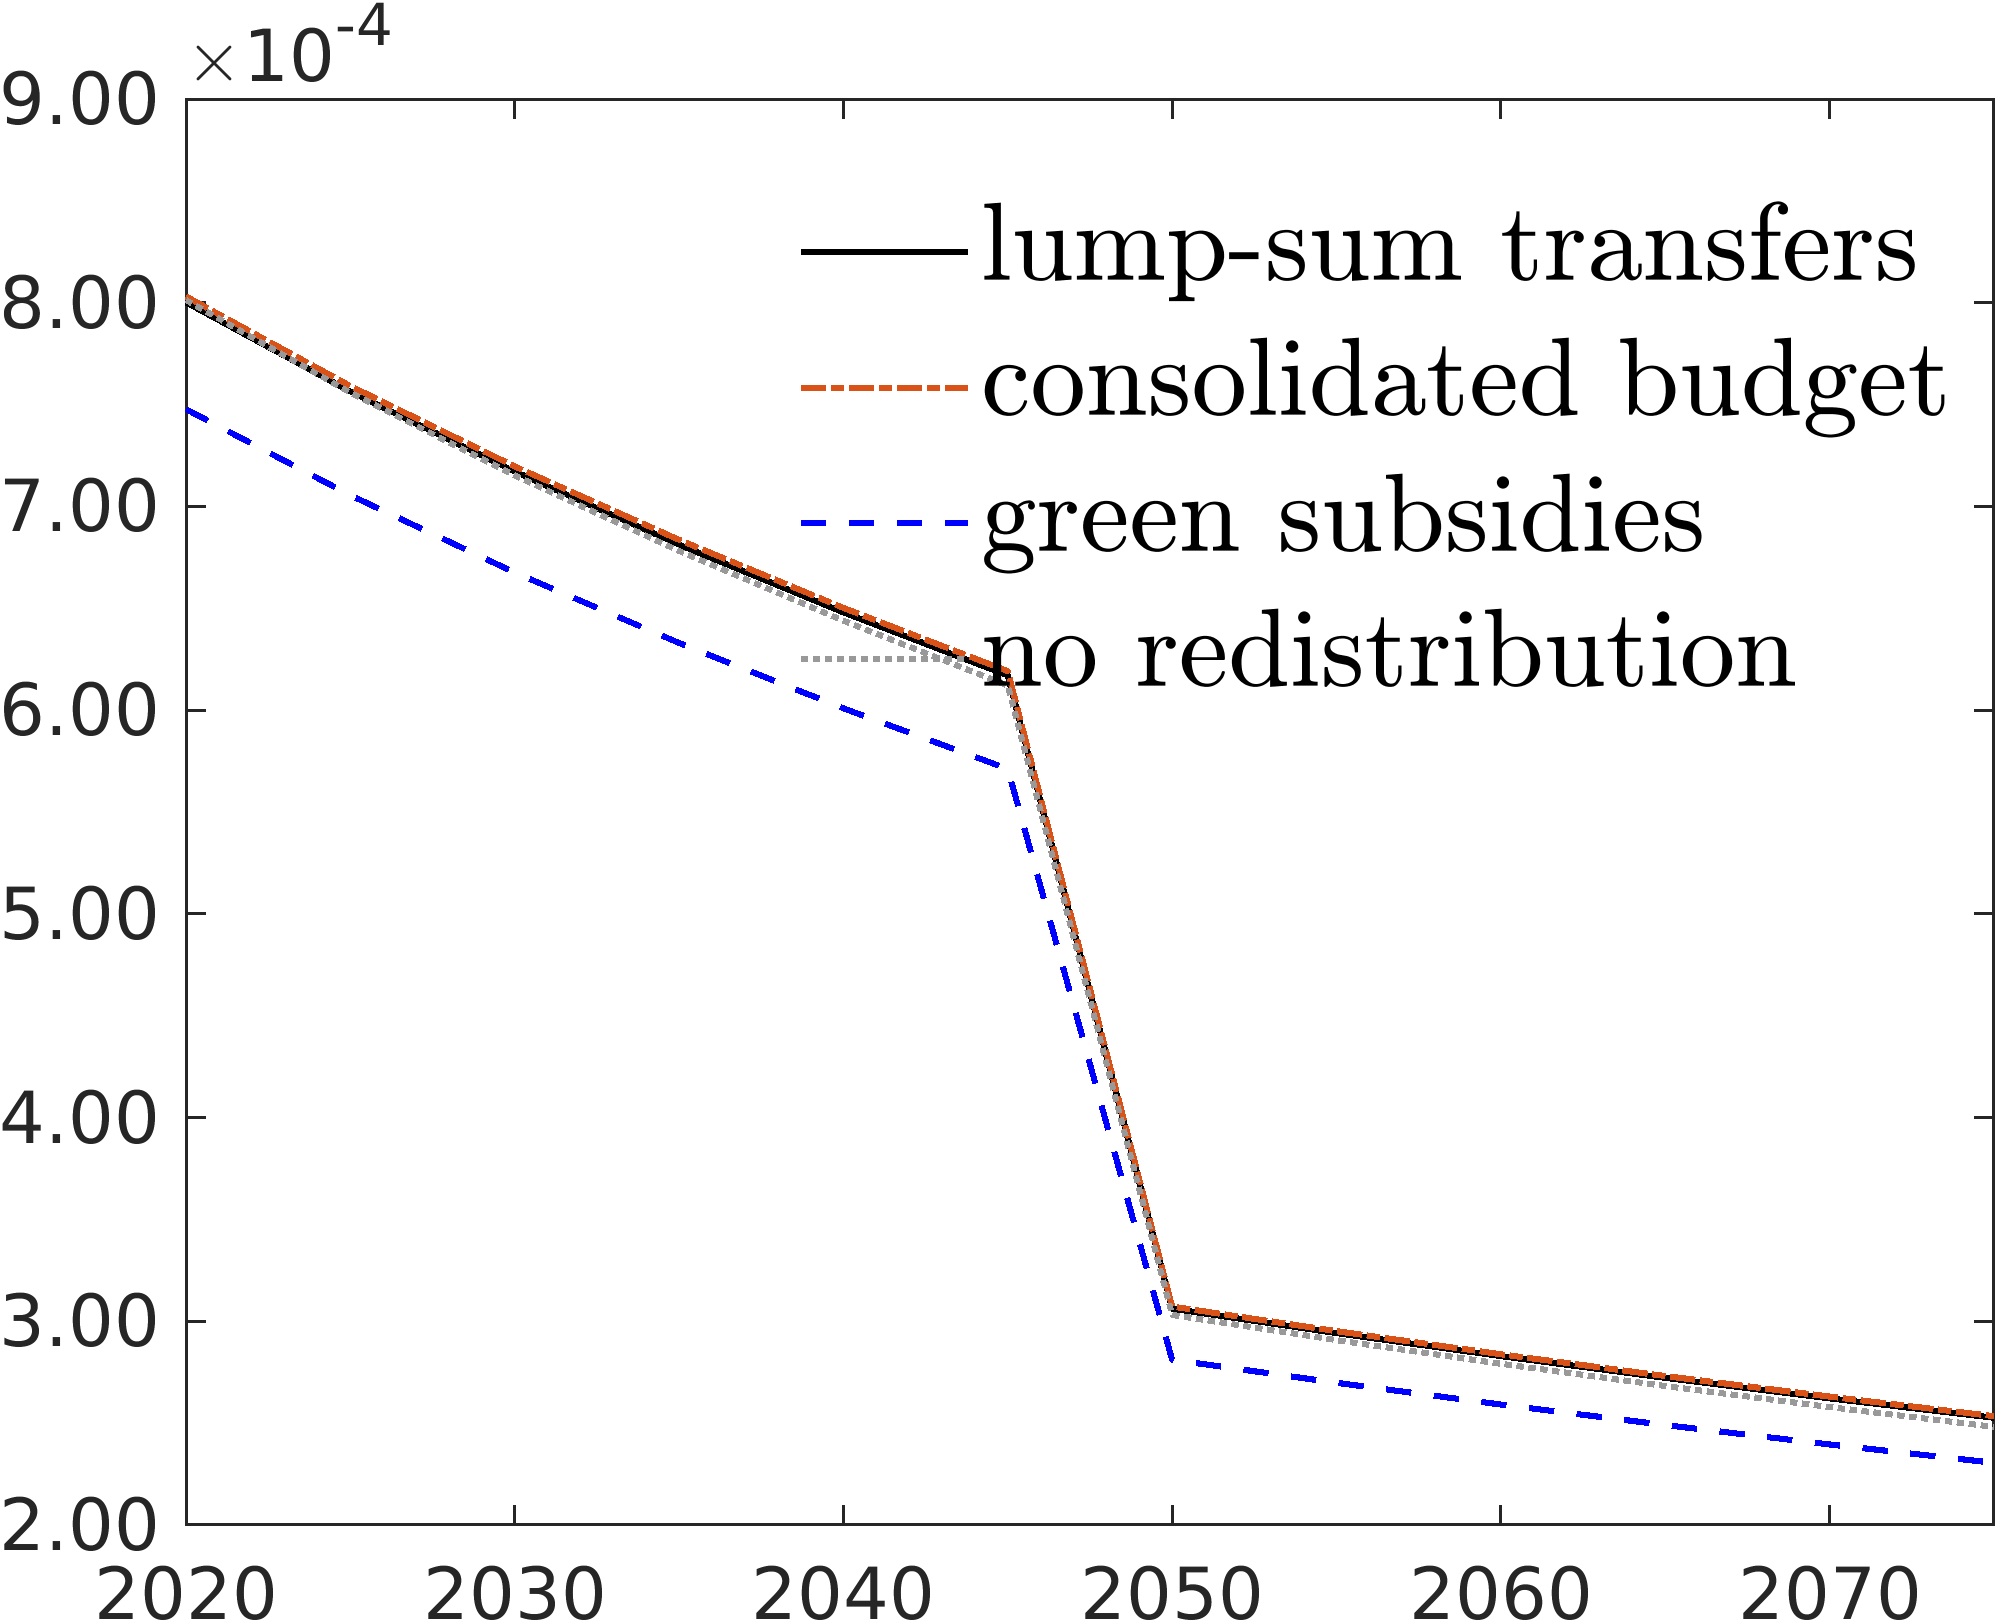 ×10-4
9.00
8.00
7.00
6.00
5.00
4.00
3.00
2.00
lump-sum transfers
consolidated budget
green subsidies
no redistribution
2020 2030 2040 2050 2060 2070